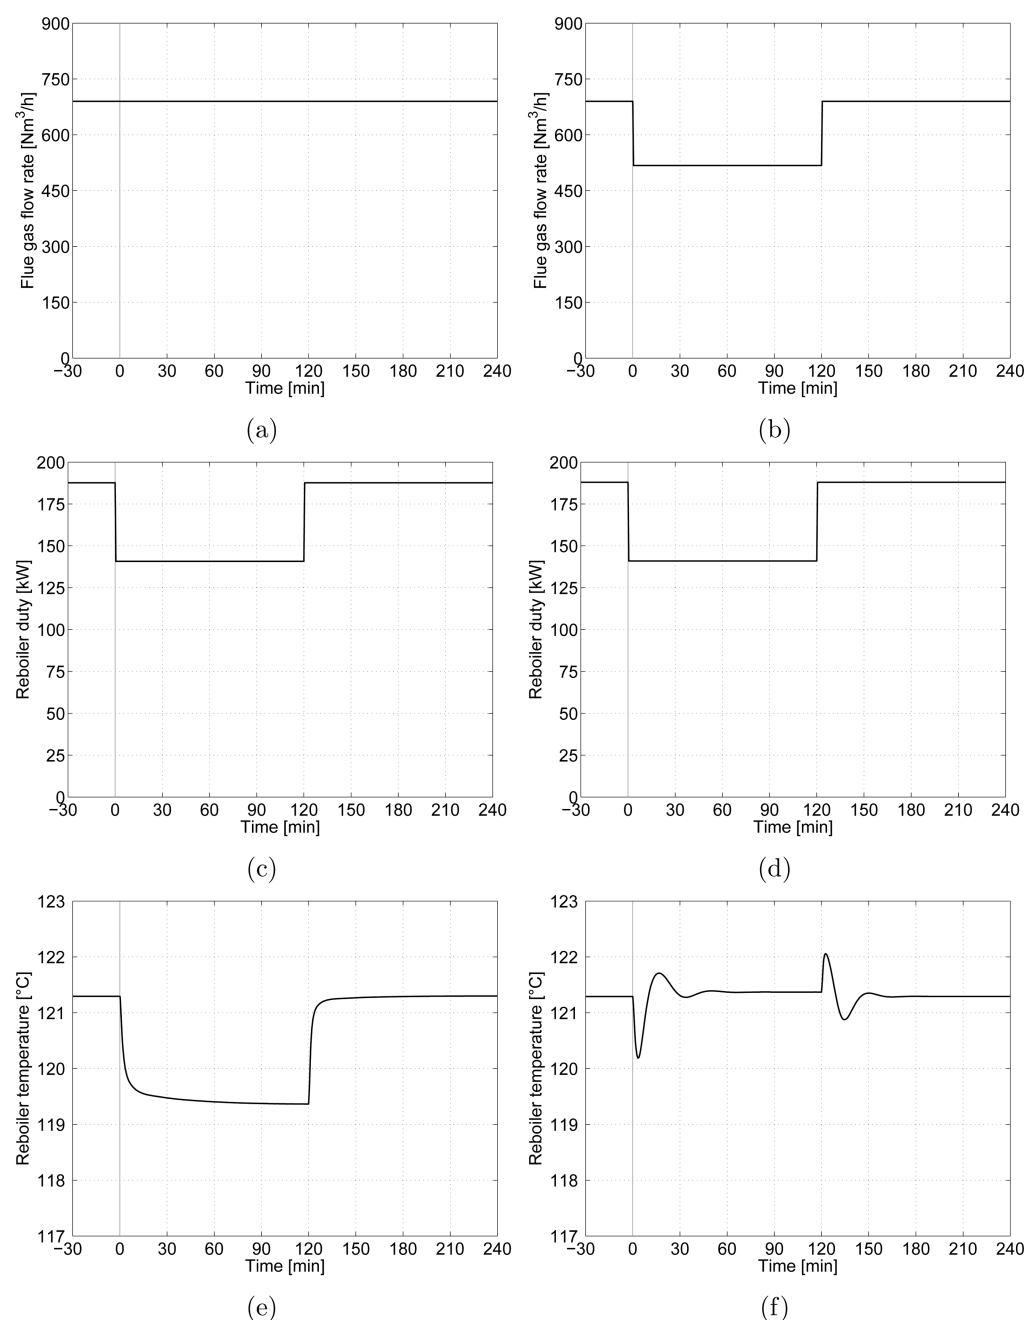 900
750
600
450
300
150
0
Flue gas flow rate [Nm3/h]
−30 0 30 60 90 120 150 180 210 240
Time [min]
(a)
900
750
600
450
300
150
0
Flue gas flow rate [Nm3/h]
−30 0 30 60 90 120 150 180 210 240
Time [min]
(b)
200
175
150
125
100
75
50
25
0
Reboiler duty [kW]
−30 0 30 60 90 120 150 180 210 240
Time [min]
(c)
200
175
150
125
100
75
50
25
0
Reboiler duty [kW]
−30 0 30 60 90 120 150 180 210 240
Time [min]
(d)
123
122
121
120
119
118
117
Reboiler temperature [°C]
−30 0 30 60 90 120 150 180 210 240
Time [min]
(e)
123
122
121
120
119
118
117
Reboiler temperature [°C]
−30 0 30 60 90 120 150 180 210 240
Time [min]
(f)